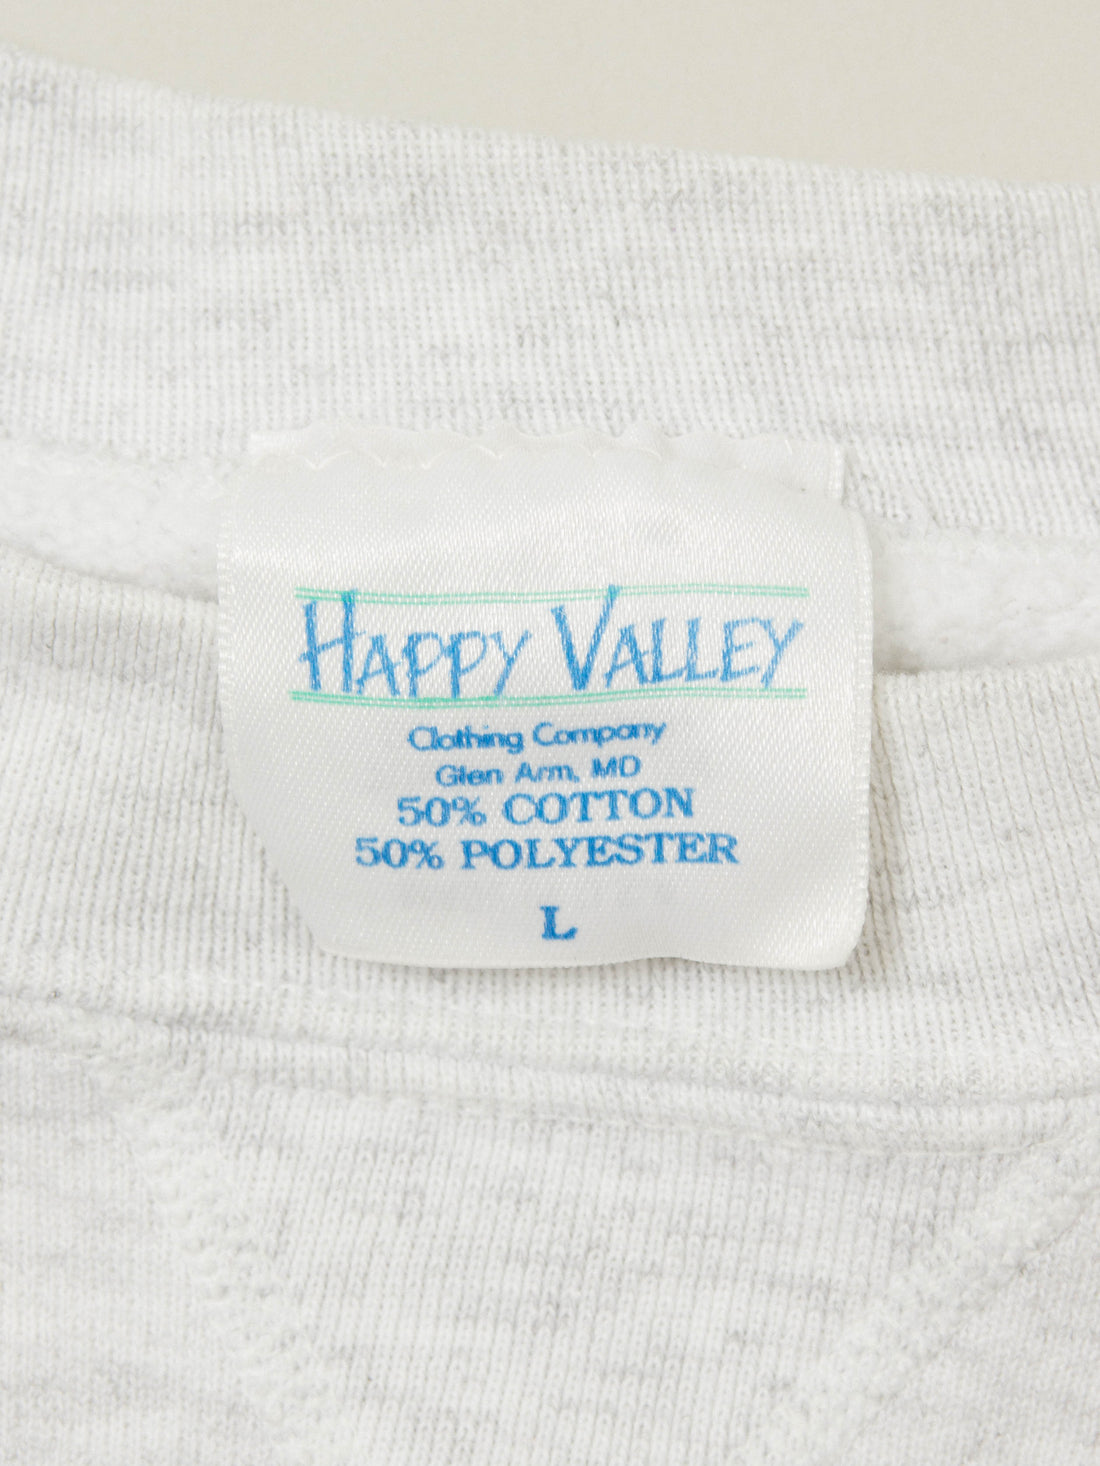 HAPPY VALLEY
Clothing Company
Glen Arm, MD
50% COTTON
50% POLYESTER
L